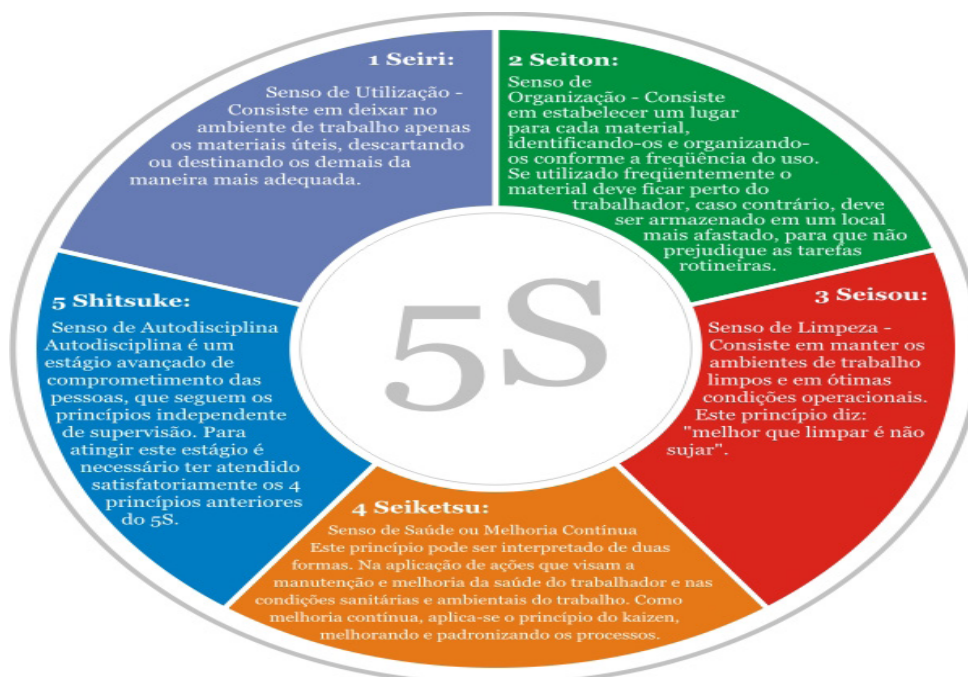 1 Seiri:
Senso de Utilização -
Consiste em deixar no
ambiente de trabalho apenas
os materiais úteis, descartando
ou destinando os demais da
maneira mais adequada.
2 Seiton:
Senso de
Organização - Consiste
em estabelecer um lugar
para cada material,
identificando-os e organizando-
os conforme a freqüência do uso.
Se utilizado freqüentemente o
material deve ficar perto do
trabalhador, caso contrário, deve
ser armazenado em um local
mais afastado, para que não
prejudique as tarefas
rotineiras.
3 Seisou:
Senso de Limpeza -
Consiste em manter os
ambientes de trabalho
limpos e em ótimas
condições operacionais.
Este princípio diz:
"melhor que limpar é não
sujar".
4 Seiketsu:
Senso de Saúde ou Melhoria Contínua
Este princípio pode ser interpretado de duas
formas. Na aplicação de ações que visam a
manutenção e melhoria da saúde do trabalhador e nas
condições sanitárias e ambientais do trabalho. Como
melhoria contínua, aplica-se o princípio do kaizen,
melhorando e padronizando os processos.
5 Shitsuke:
Senso de Autodisciplina
Autodisciplina é um
estágio avançado de
comprometimento das
pessoas, que seguem os
princípios independente
de supervisão. Para
atingir este estágio é
necessário ter atendido
satisfatoriamente os 4
princípios anteriores
do 5S.
5S